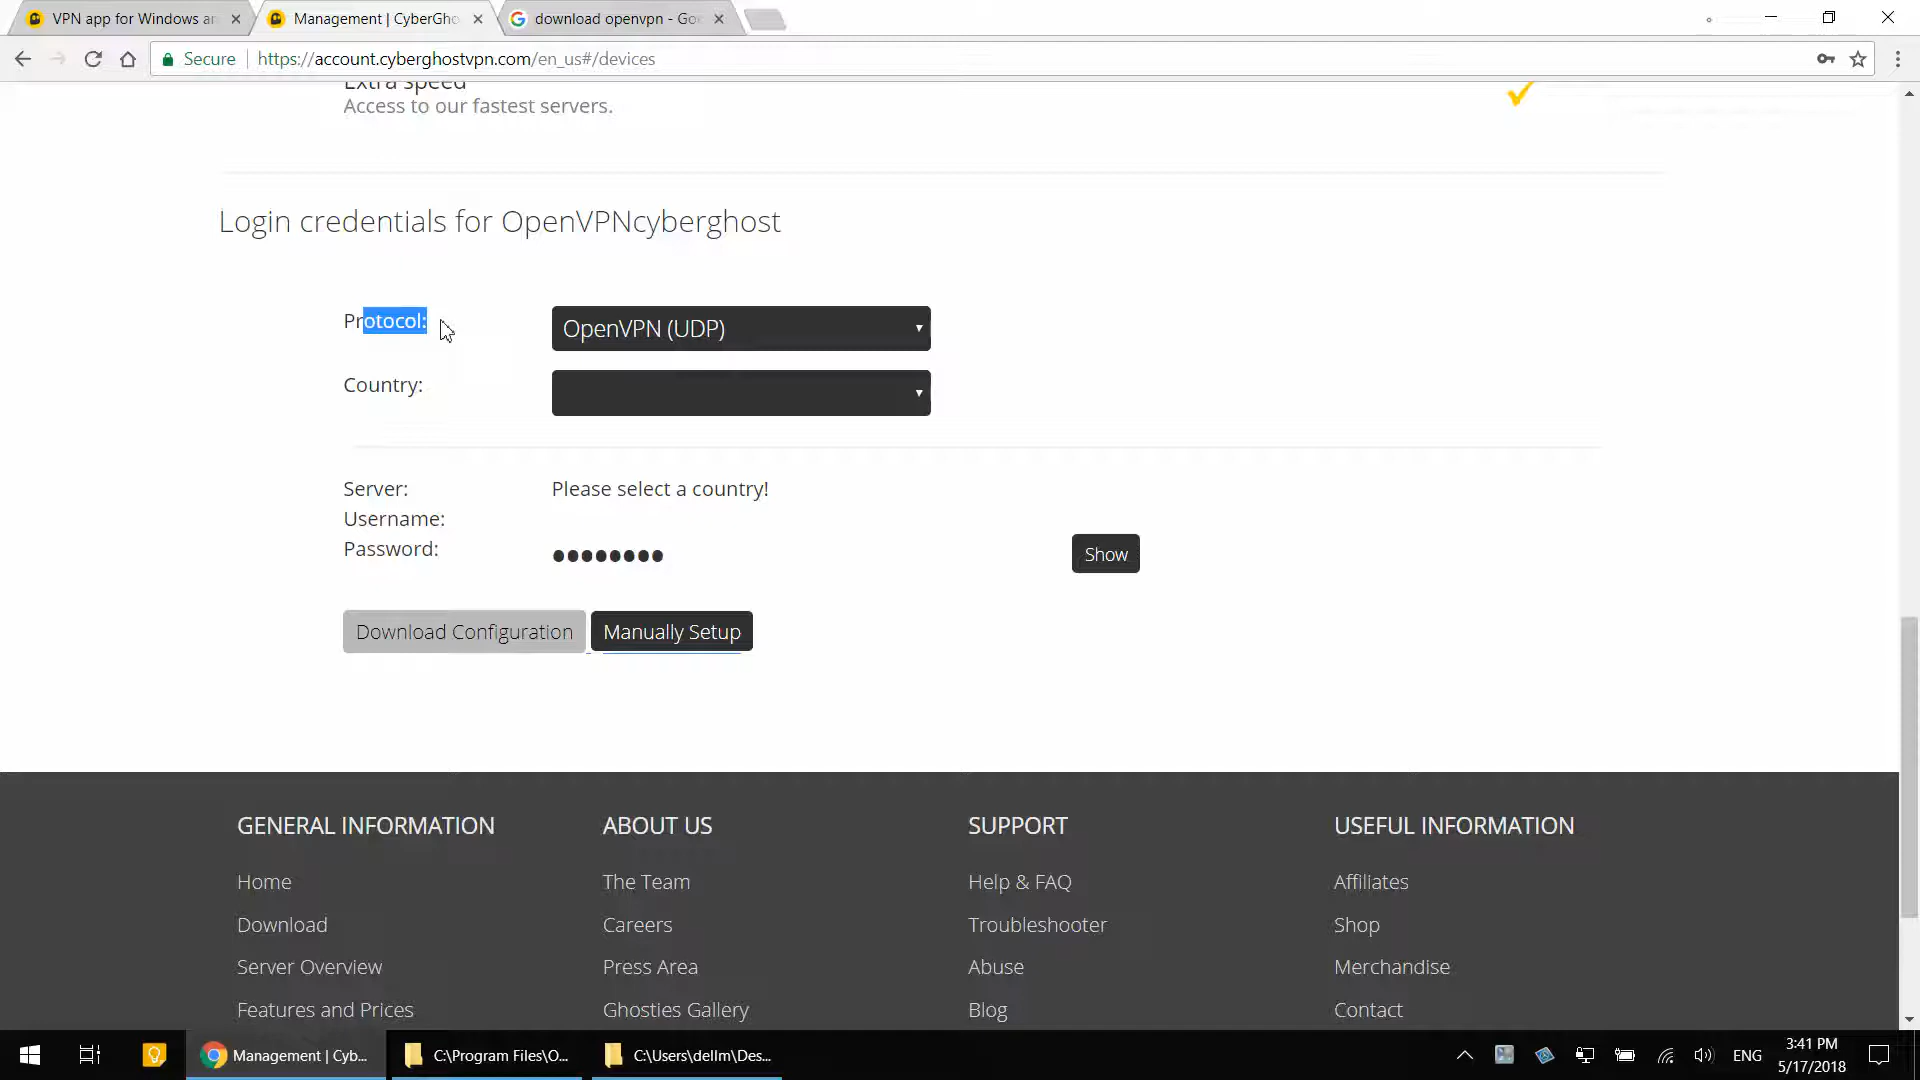 VPN app for Windows an
Management | CyberGho
download openvpn - Goo
Secure
https://account.cyberghostvpn.com/en_us#/devices
Extra speed
Access to our fastest servers.
Login credentials for OpenVPNcyberghost
Protocol:
OpenVPN (UDP)
Country:
Server:
Please select a country!
Username:
Password:
Show
Download Configuration
Manually Setup
GENERAL INFORMATION
ABOUT US
SUPPORT
USEFUL INFORMATION
Home
The Team
Help & FAQ
Affiliates
Download
Careers
Troubleshooter
Shop
Server Overview
Press Area
Abuse
Merchandise
Features and Prices
Ghosties Gallery
Blog
Contact
Management | Cyb...
C:\Program Files\O...
C:\Users\dellm\Des...
ENG
3:41 PM
5/17/2018